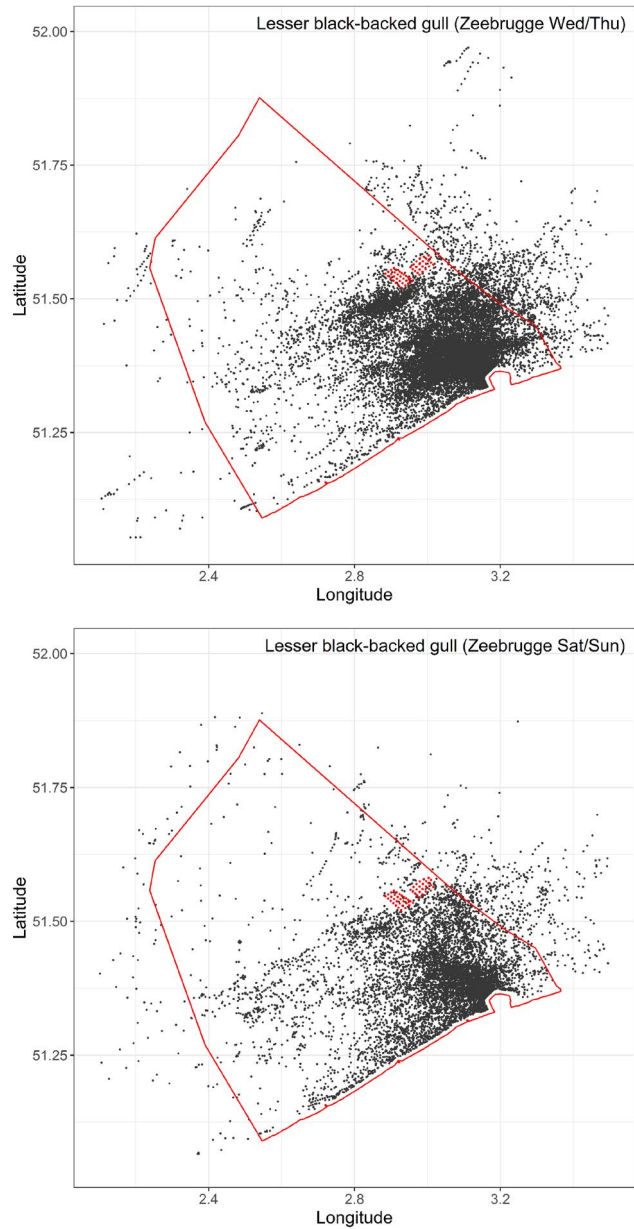 Lesser black-backed gull (Zeebrugge Wed/Thu)
52.00
51.75
51.50
51.25
Latitude
2.4 2.8 3.2
Longitude
Lesser black-backed gull (Zeebrugge Sat/Sun)
52.00
51.75
51.50
51.25
Latitude
2.4 2.8 3.2
Longitude